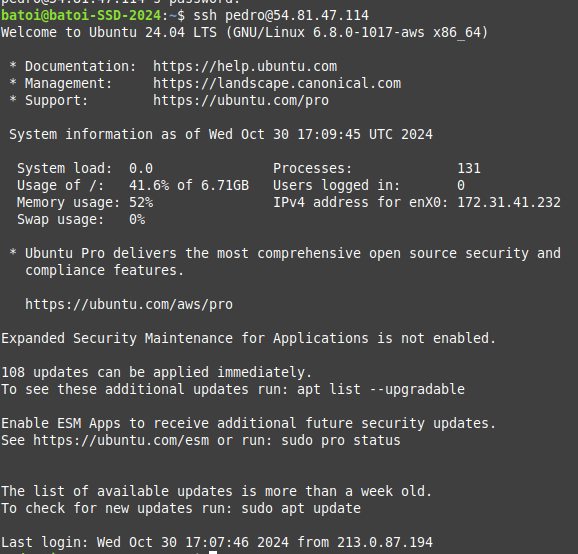 batoi@batoi-SSD-2024:~$ ssh pedro@54.81.47.114
Welcome to Ubuntu 24.04 LTS (GNU/Linux 6.8.0-1017-aws x86_64)

 * Documentation:  https://help.ubuntu.com
 * Management:     https://landscape.canonical.com
 * Support:        https://ubuntu.com/pro

 System information as of Wed Oct 30 17:09:45 UTC 2024

  System load:  0.0               Processes:             131
  Usage of /:   41.6% of 6.71GB   Users logged in:       0
  Memory usage: 52%               IPv4 address for enX0: 172.31.41.232
  Swap usage:   0%

 * Ubuntu Pro delivers the most comprehensive open source security and
   compliance features.

   https://ubuntu.com/aws/pro

Expanded Security Maintenance for Applications is not enabled.

108 updates can be applied immediately.
To see these additional updates run: apt list --upgradable

Enable ESM Apps to receive additional future security updates.
See https://ubuntu.com/esm or run: sudo pro status


The list of available updates is more than a week old.
To check for new updates run: sudo apt update

Last login: Wed Oct 30 17:07:46 2024 from 213.0.87.194